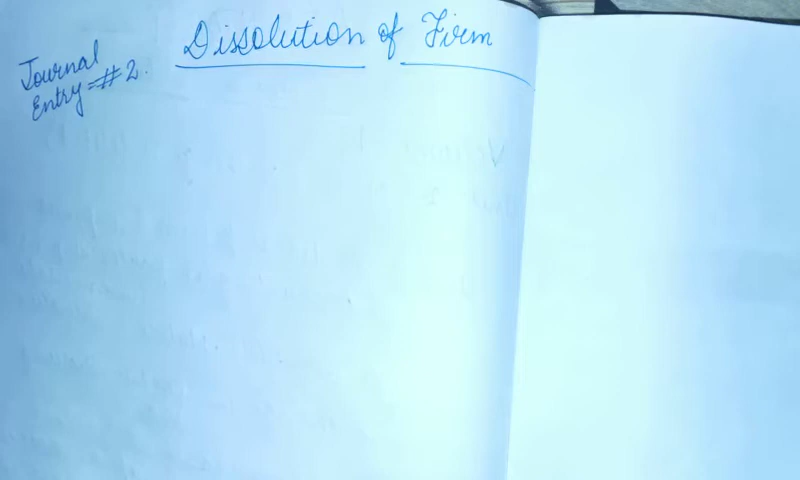 Dissolution of Firm
Journal
Entry =# 2.